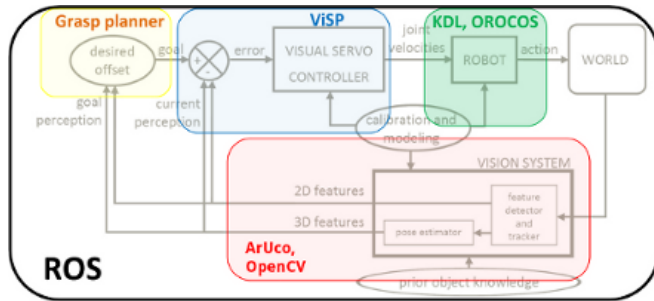 Grasp planner
ViSP
KDL, OROCOS
desired
offset
goal
+
-
error
VISUAL SERVO
CONTROLLER
joint
velocities
ROBOT
action
WORLD
goal
perception
current
perception
calibration and
modeling
VISION SYSTEM
2D features
3D features
feature
detector
and
tracker
pose estimator
ArUco,
OpenCV
ROS
prior object knowledge